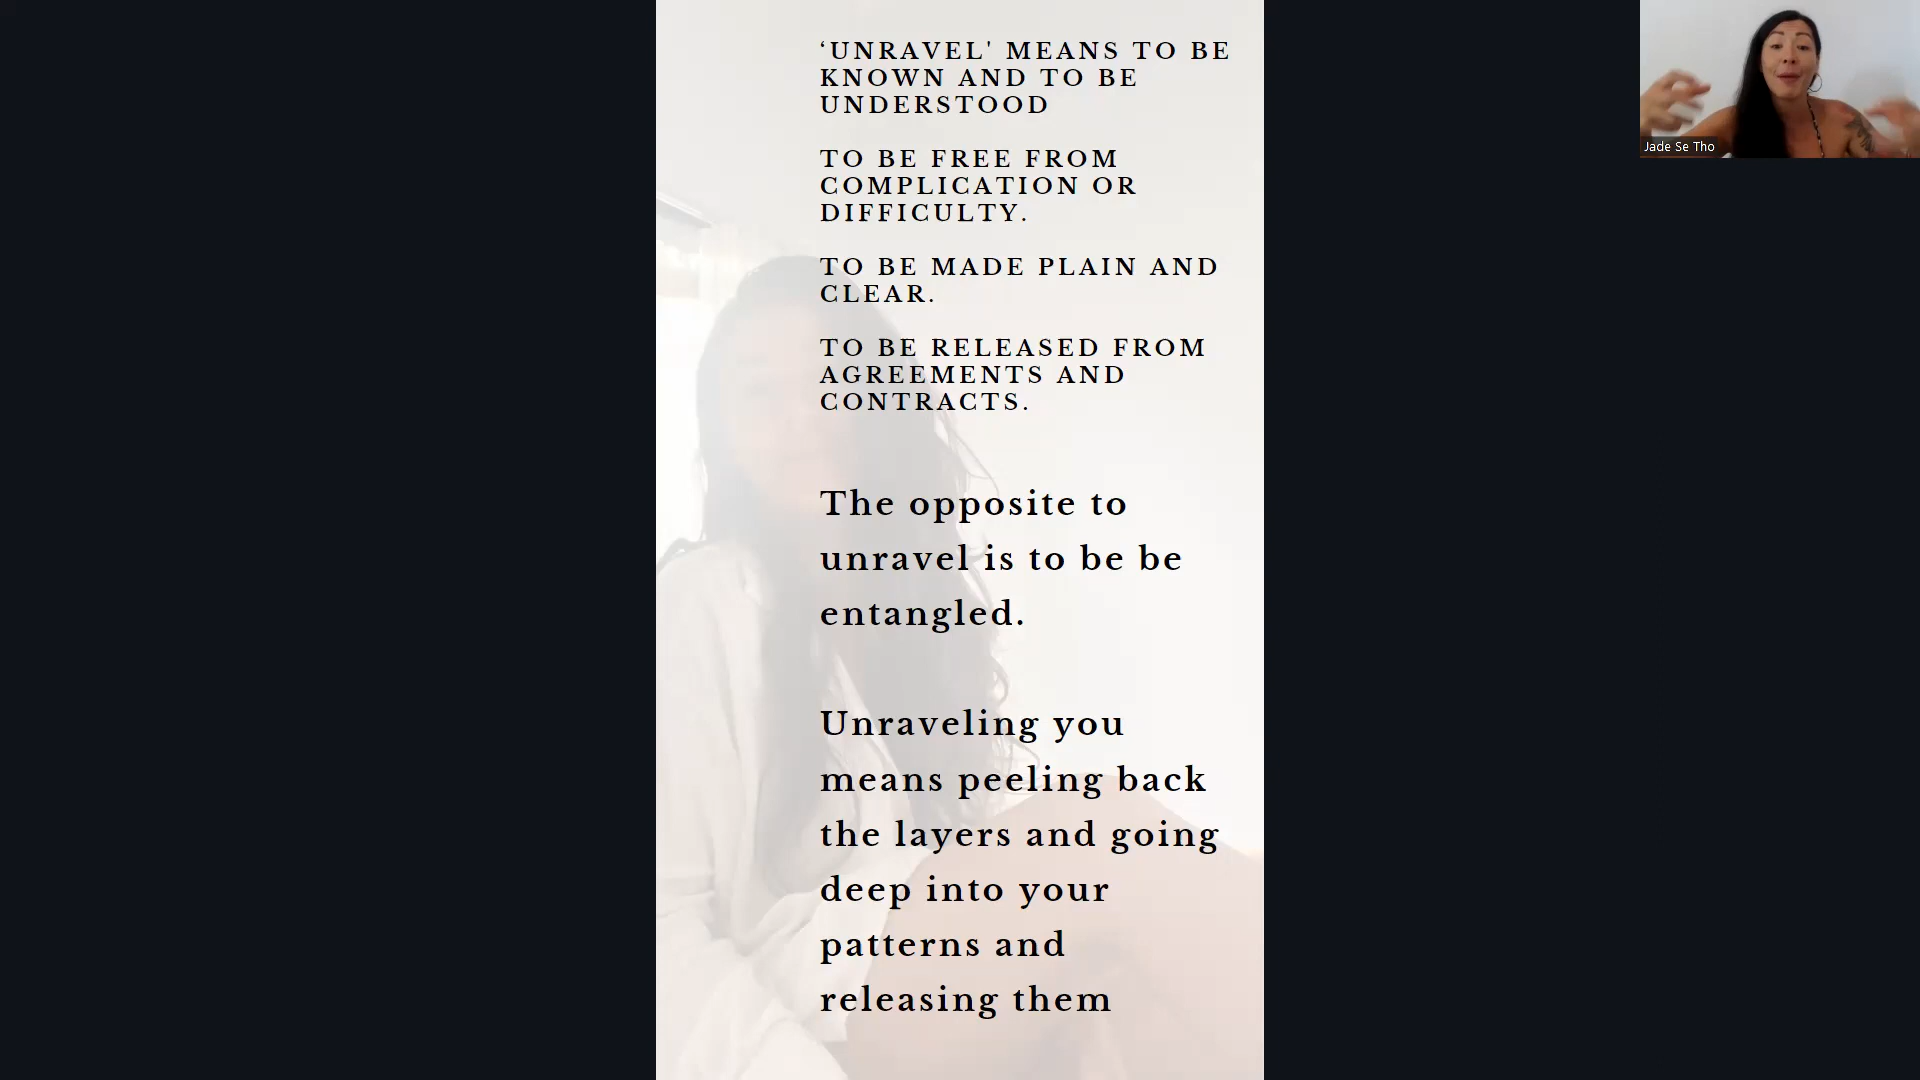 ‘UNRAVEL' MEANS TO BE
KNOWN AND TO BE
UNDERSTOOD
TO BE FREE FROM
COMPLICATION OR
DIFFICULTY.
TO BE MADE PLAIN AND
CLEAR.
TO BE RELEASED FROM
AGREEMENTS AND
CONTRACTS.
The opposite to
unravel is to be be
entangled.
Unraveling you
means peeling back
the layers and going
deep into your
patterns and
releasing them
Jade Se Tho